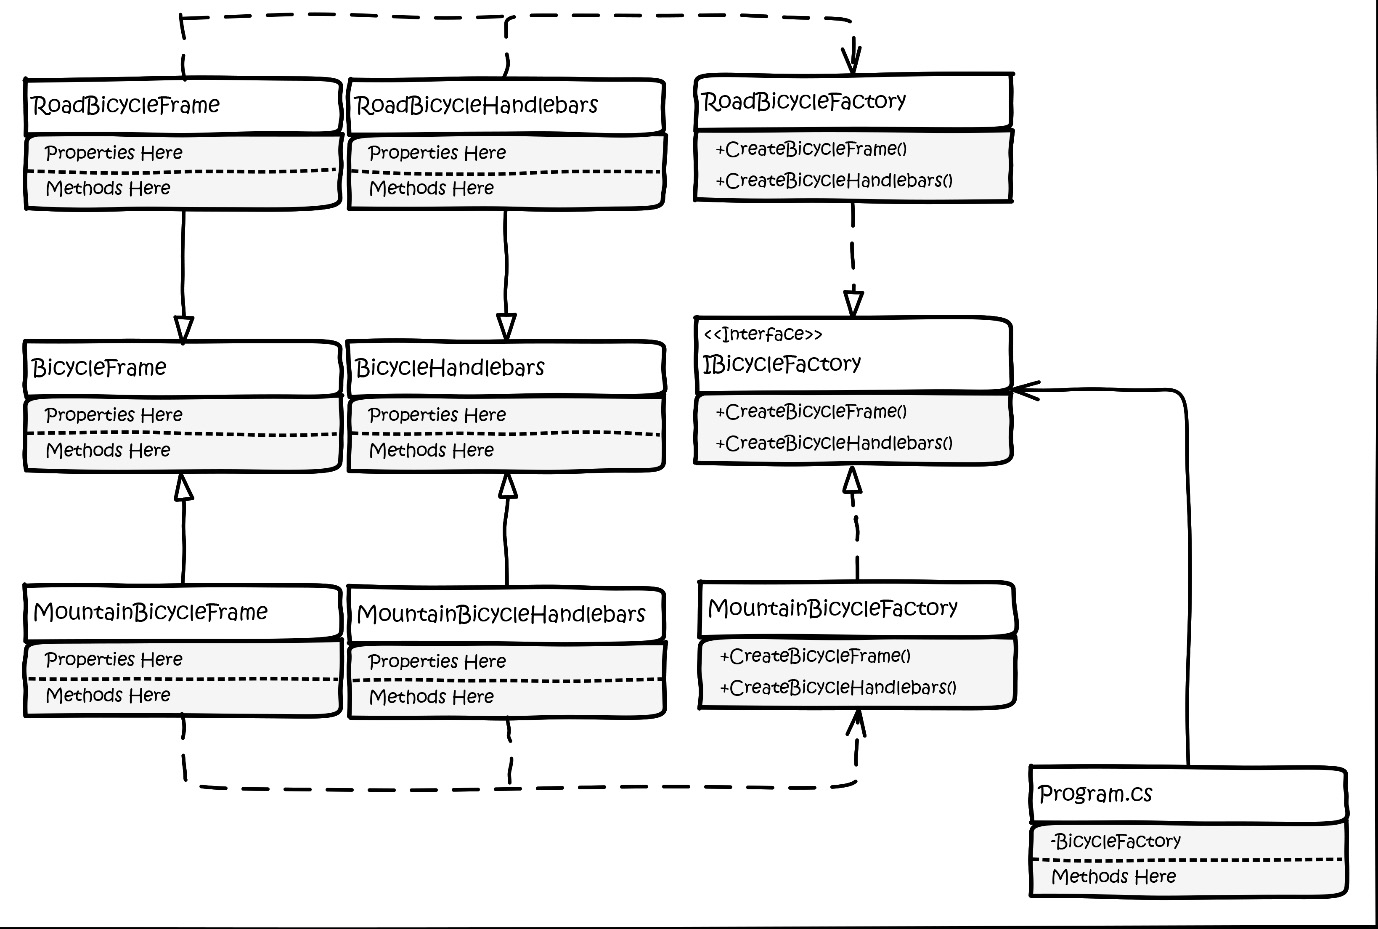 RoadBicycleFrame
Properties Here
Methods Here
RoadBicycleHandlebars
Properties Here
Methods Here
RoadBicycleFactory
+CreateBicycleFrame()
+CreateBicycleHandlebars()
BicycleFrame
Properties Here
Methods Here
BicycleHandlebars
Properties Here
Methods Here
<<Interface>>
IBicycleFactory
+CreateBicycleFrame()
+CreateBicycleHandlebars()
MountainBicycleFrame
Properties Here
Methods Here
MountainBicycleHandlebars
Properties Here
Methods Here
MountainBicycleFactory
+CreateBicycleFrame()
+CreateBicycleHandlebars()
Program.cs
-BicycleFactory
Methods Here